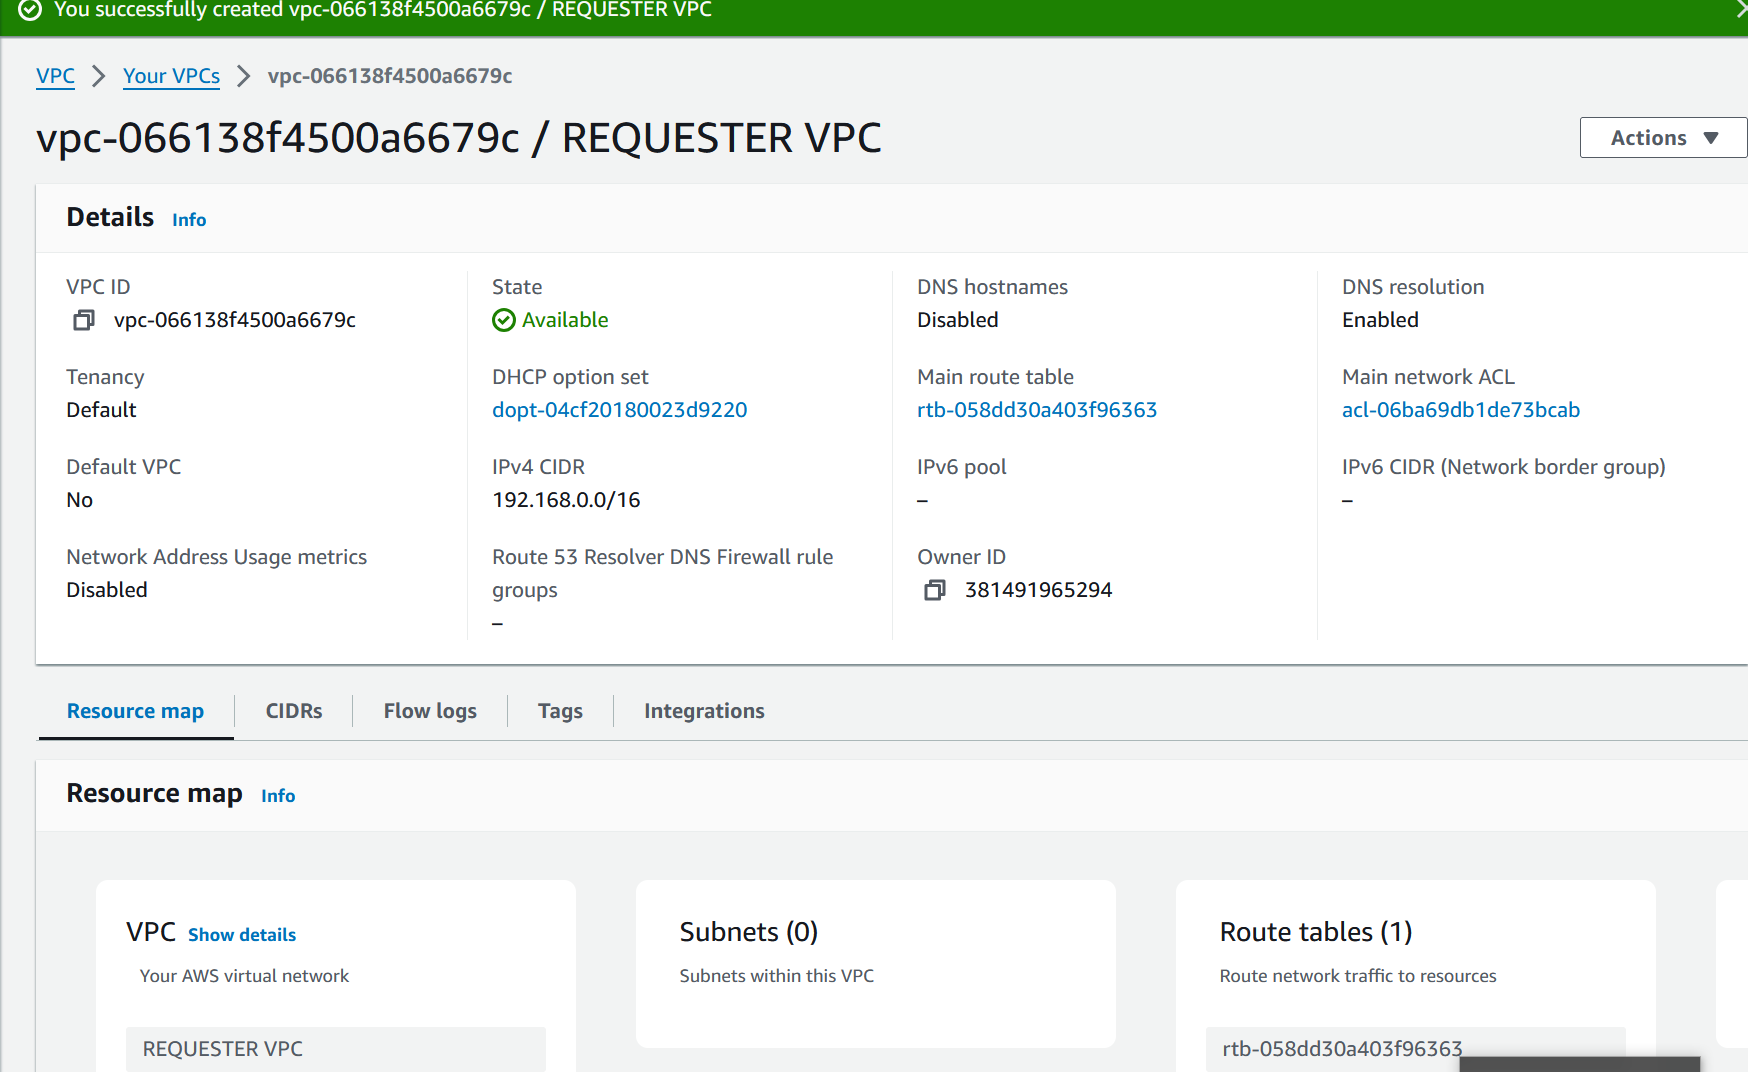 You successfully created vpc-066138f4500a6679c / REQUESTER VPC
VPC > Your VPCs > vpc-066138f4500a6679c
vpc-066138f4500a6679c / REQUESTER VPC
Actions
Details Info
VPC ID
vpc-066138f4500a6679c
State
Available
DNS hostnames
Disabled
DNS resolution
Enabled
Tenancy
Default
DHCP option set
dopt-04cf20180023d9220
Main route table
rtb-058dd30a403f96363
Main network ACL
acl-06ba69db1de73bcab
Default VPC
No
IPv4 CIDR
192.168.0.0/16
IPv6 pool
–
IPv6 CIDR (Network border group)
–
Network Address Usage metrics
Disabled
Route 53 Resolver DNS Firewall rule
groups
–
Owner ID
381491965294
Resource map
CIDRs
Flow logs
Tags
Integrations
Resource map Info
VPC Show details
Your AWS virtual network
REQUESTER VPC
Subnets (0)
Subnets within this VPC
Route tables (1)
Route network traffic to resources
rtb-058dd30a403f96363